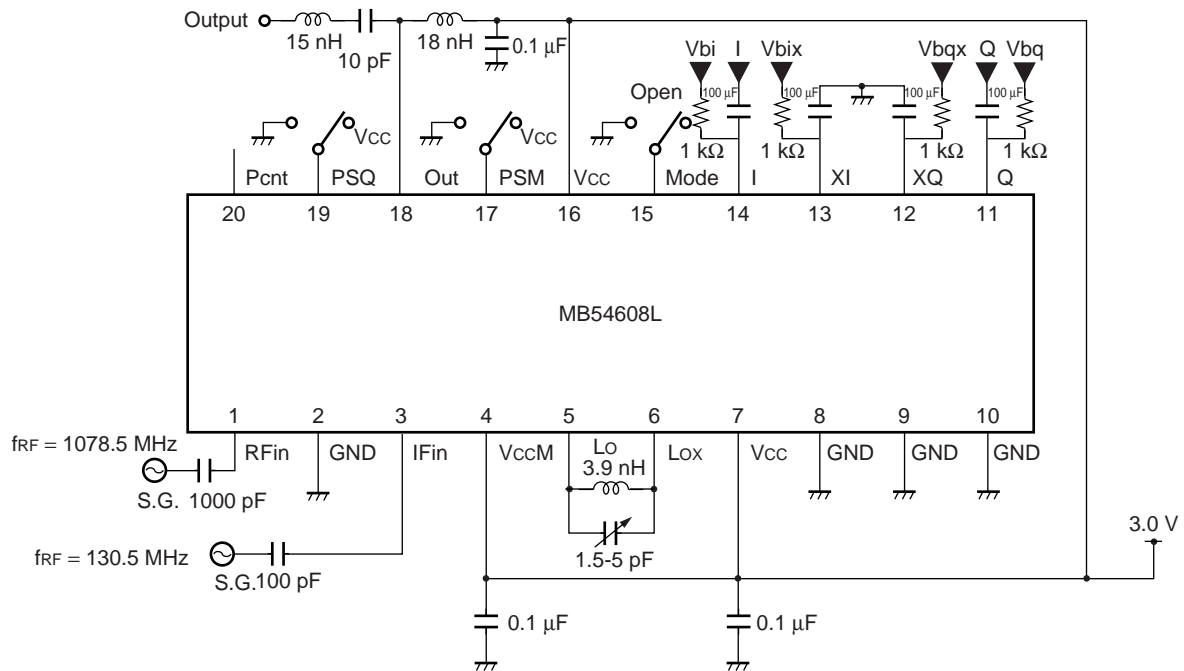 Output
15 nH
10 pF
18 nH
0.1 μF
Vbi I Vbix
Vbqx Q Vbq
100 μF
100 μF
100 μF
100 μF
Open
VCC
VCC
1 kΩ
1 kΩ
1 kΩ
1 kΩ
Pcnt PSQ Out PSM VCC Mode I XI XQ Q
20 19 18 17 16 15 14 13 12 11
MB54608L
1 2 3 4 5 6 7 8 9 10
fRF = 1078.5 MHz
RFin GND IFin VCCM LO LOX VCC GND GND GND
3.9 nH
S.G. 1000 pF
1.5-5 pF
3.0 V
fRF = 130.5 MHz
S.G. 100 pF
0.1 μF
0.1 μF